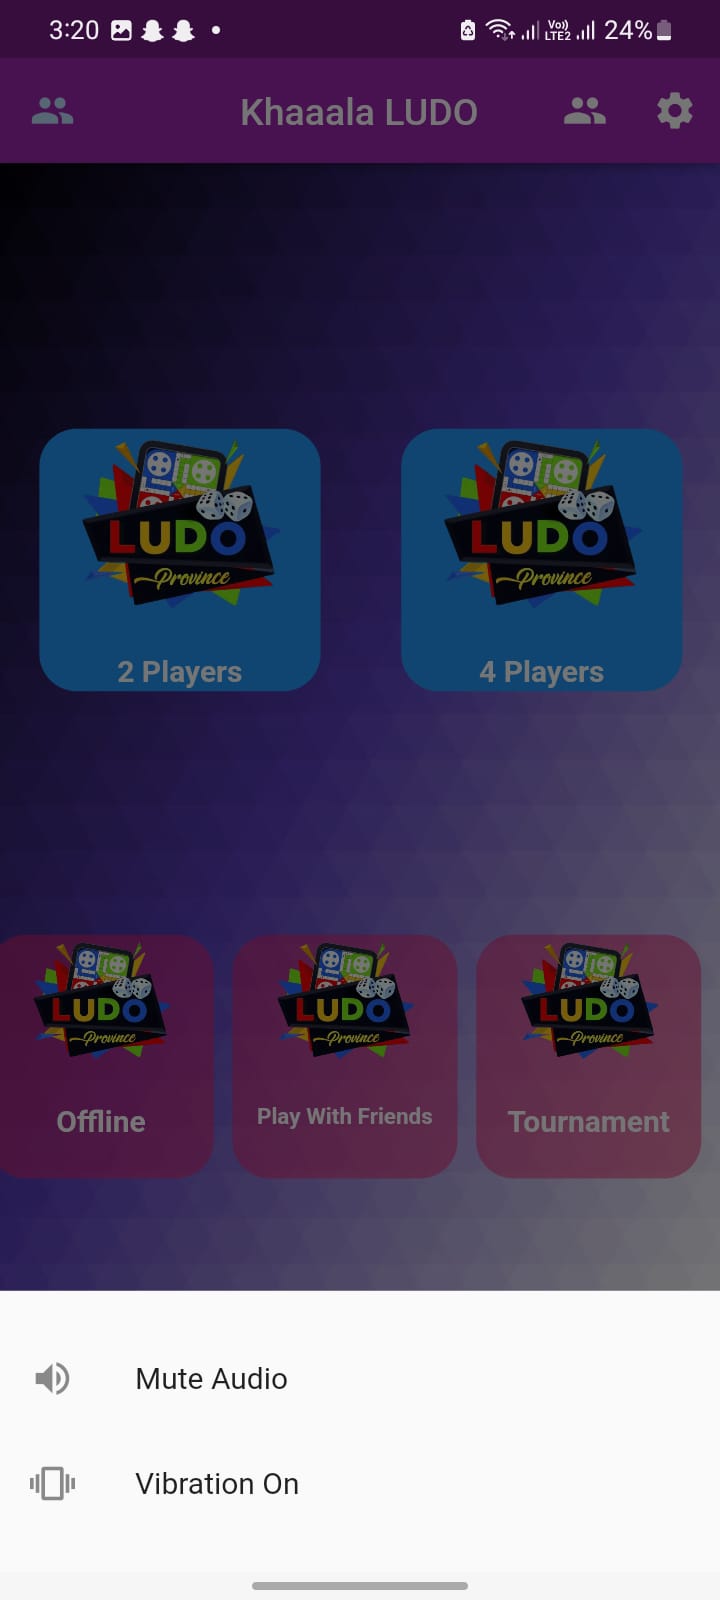 3:20
Vo))
LTE2
24%
Khaaala LUDO
LUDO
Province
2 Players
LUDO
Province
4 Players
LUDO
Province
Offline
LUDO
Province
Play With Friends
LUDO
Province
Tournament
Mute Audio
Vibration On